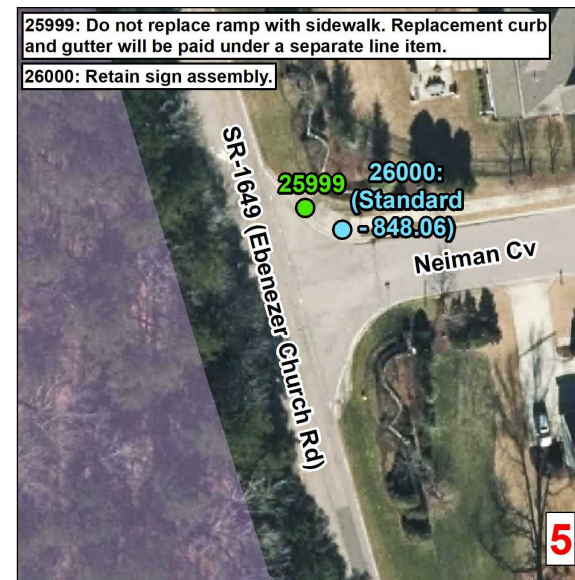 25999: Do not replace ramp with sidewalk. Replacement curb
and gutter will be paid under a separate line item.
26000: Retain sign assembly.
SR-1649 (Ebenezer Church Rd)
25999
26000:
(Standard
- 848.06)
Neiman Cv
5